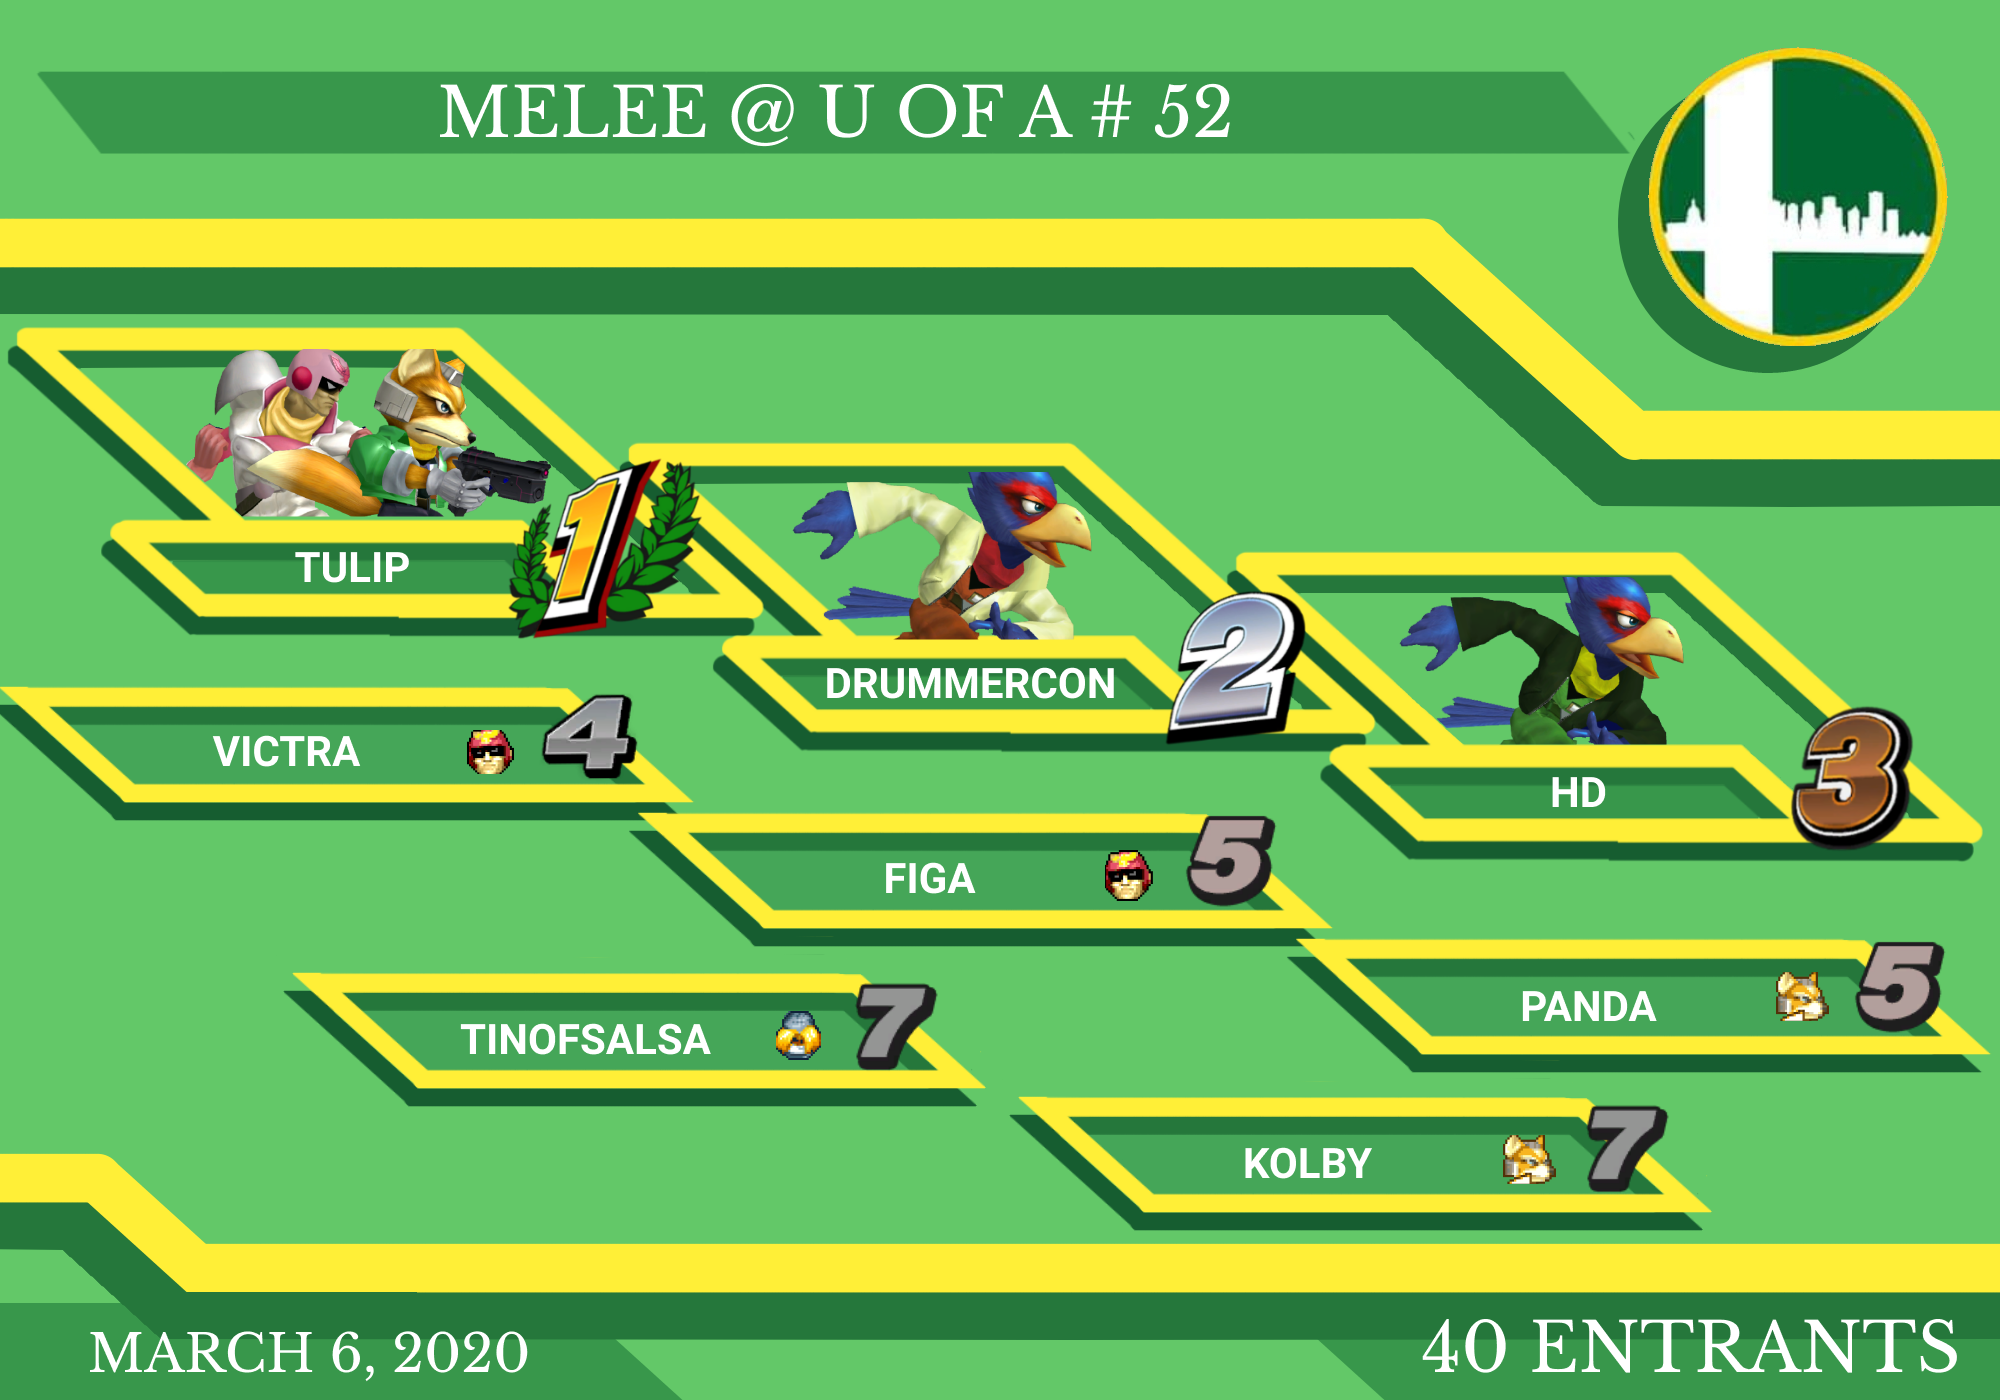 MELEE @ U OF A # 52
TULIP
1
DRUMMERCON
2
HD
3
VICTRA
4
FIGA
5
PANDA
5
TINOFSALSA
7
KOLBY
7
MARCH 6, 2020
40 ENTRANTS